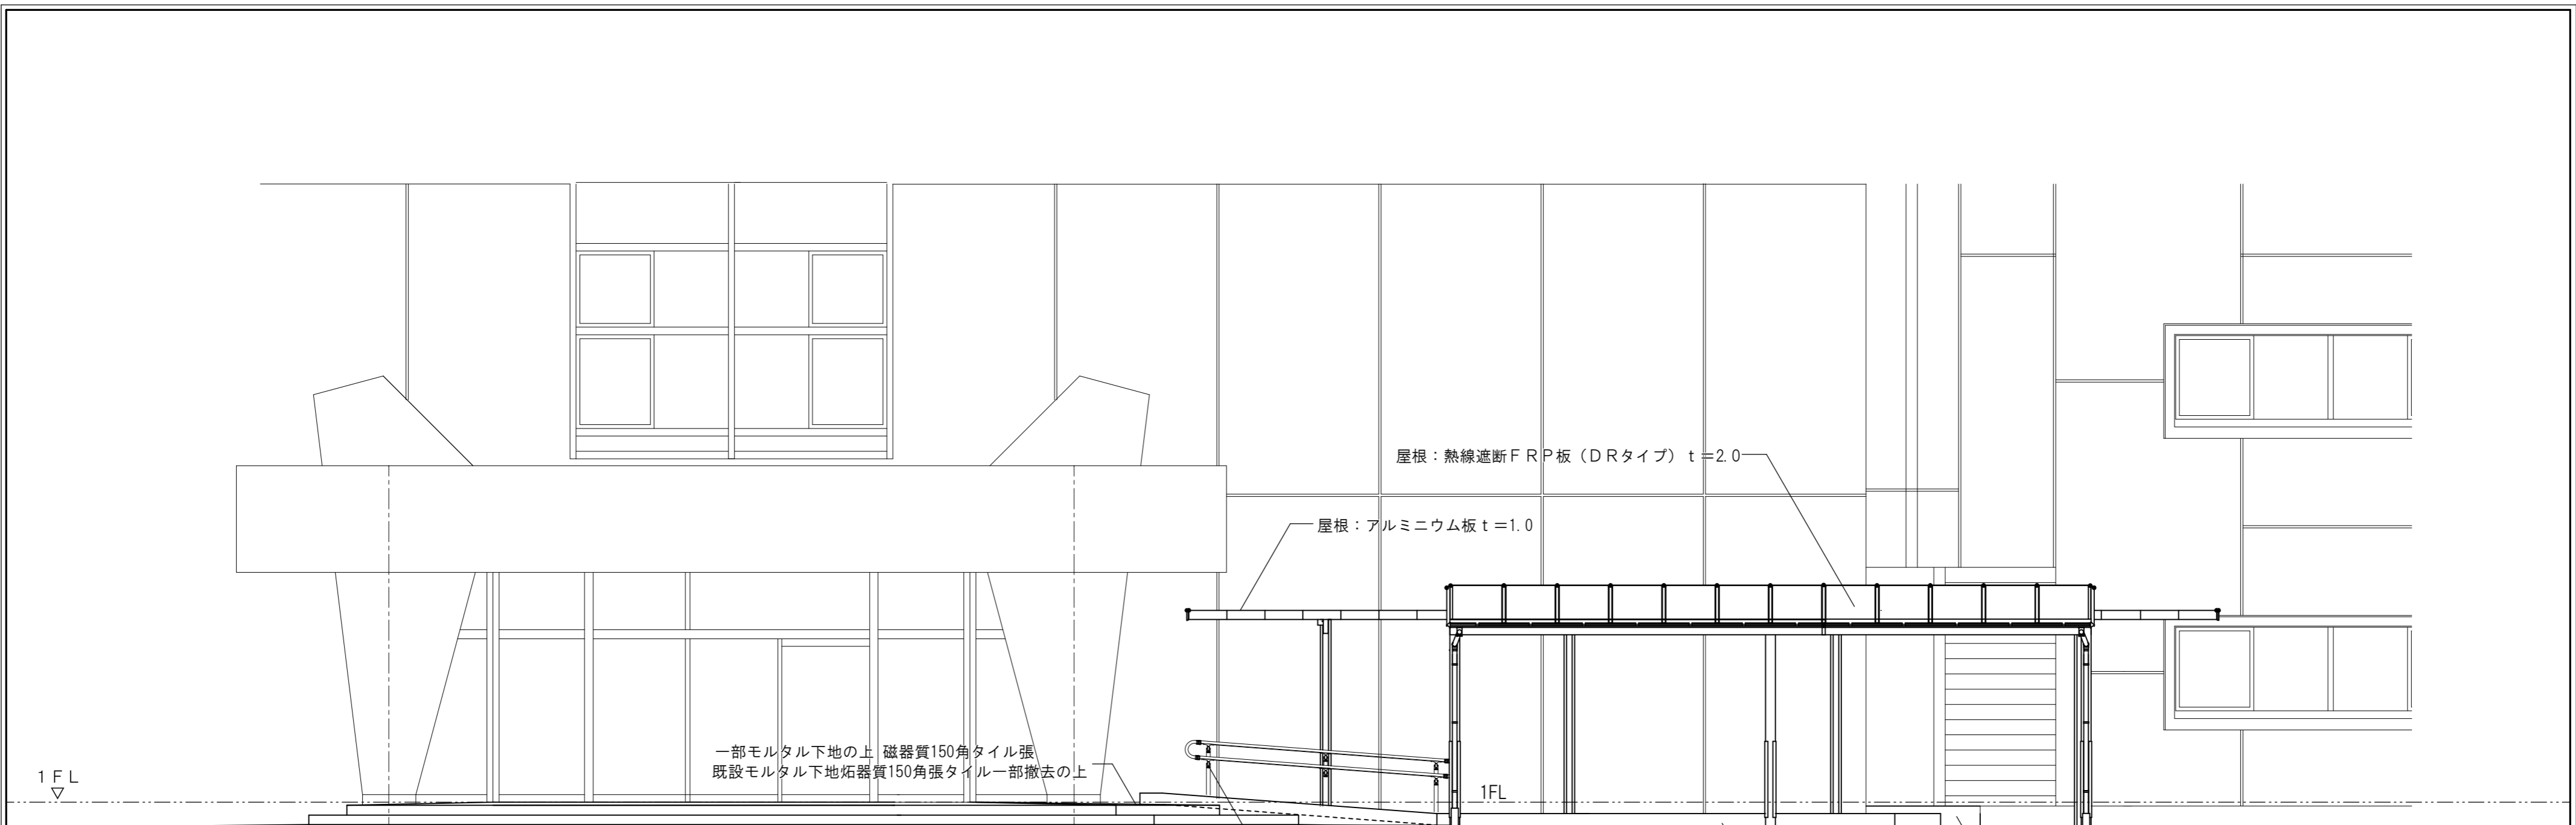 屋根：熱線遮断ＦＲＰ板（ＤＲタイプ）ｔ＝2.0
屋根：アルミニウム板ｔ＝1.0
一部モルタル下地の上 磁器質150角タイル張
既設モルタル下地炻器質150角張タイル一部撤去の上
１ＦＬ
1FL